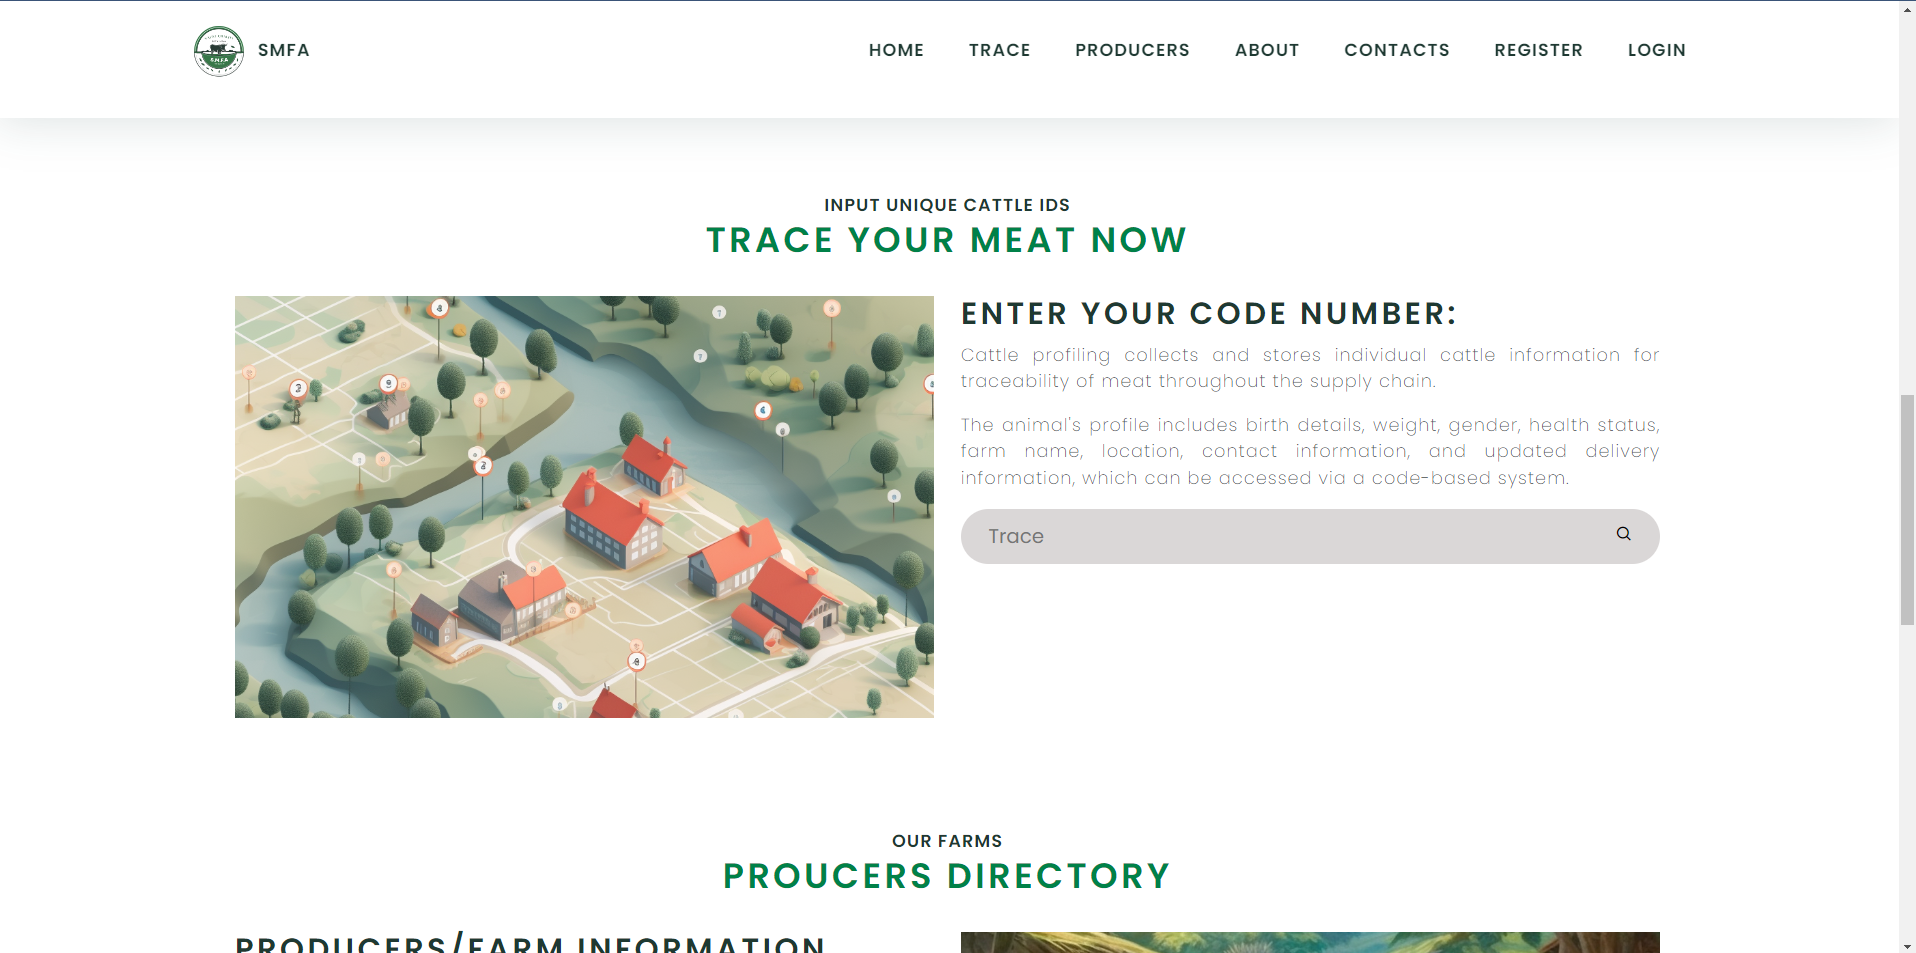 SMFA
HOME TRACE PRODUCERS ABOUT CONTACTS REGISTER LOGIN
INPUT UNIQUE CATTLE IDS
TRACE YOUR MEAT NOW
ENTER YOUR CODE NUMBER:
Cattle profiling collects and stores individual cattle information for
traceability of meat throughout the supply chain.
The animal's profile includes birth details, weight, gender, health status,
farm name, location, contact information, and updated delivery
information, which can be accessed via a code-based system.
Trace
OUR FARMS
PROUCERS DIRECTORY
PRODUCERS/FARM INFORMATION